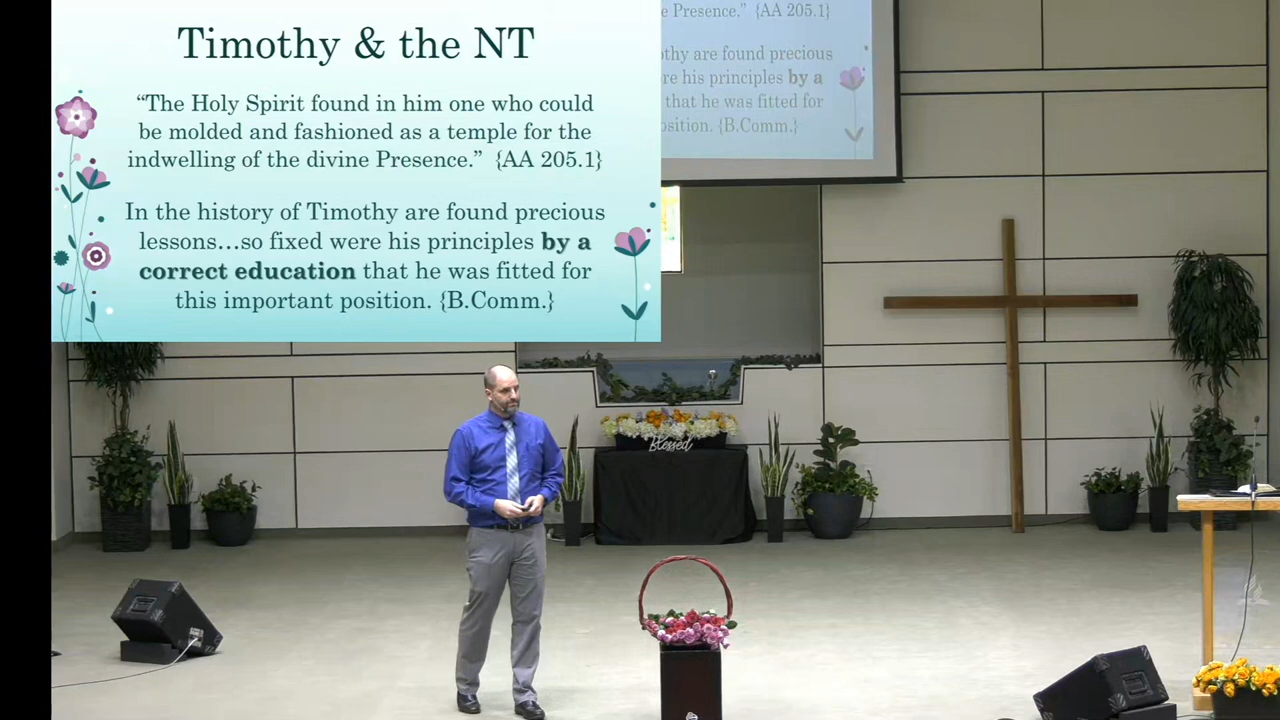 Timothy & the NT
“The Holy Spirit found in him one who could
be molded and fashioned as a temple for the
indwelling of the divine Presence.” {AA 205.1}
In the history of Timothy are found precious
lessons…so fixed were his principles by a
correct education that he was fitted for
this important position. {B.Comm.}
e Presence.” {AA 205.1}
thy are found precious
re his principles by a
that he was fitted for
osition. {B.Comm.}
Blessed